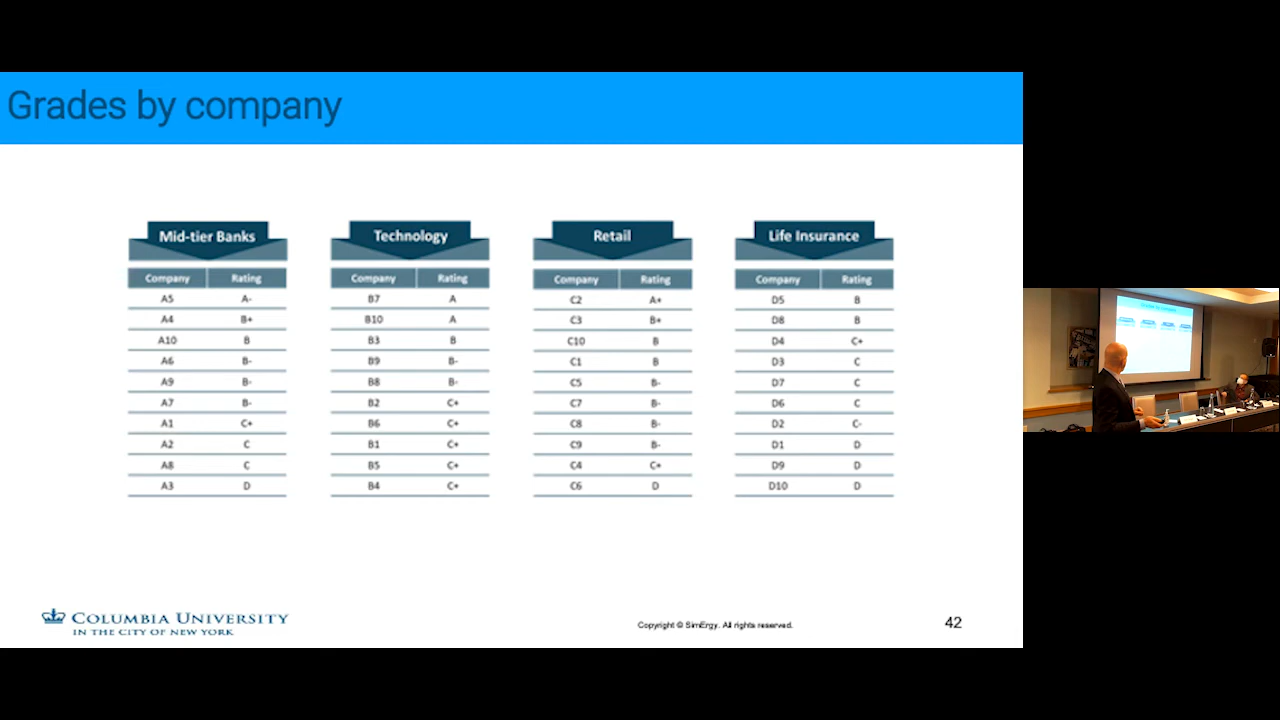 Grades by company
Mid-tier Banks
Company Rating
A5 A-
A4 B+
A10 B
A6 B-
A9 B-
A7 B-
A1 C+
A2 C
A8 C
A3 D
Technology
Company Rating
B7 A
B10 A
B3 B
B9 B-
B8 B-
B2 C+
B6 C+
B1 C+
B5 C+
B4 C+
Retail
Company Rating
C2 A+
C3 B+
C10 B
C1 B
C5 B-
C7 B-
C8 B-
C9 B-
C4 C+
C6 D
Life Insurance
Company Rating
D5 B
D8 B
D4 C+
D3 C
D7 C
D6 C
D2 C-
D1 D
D9 D
D10 D
COLUMBIA UNIVERSITY
IN THE CITY OF NEW YORK
Copyright © SimErgy. All rights reserved.
42